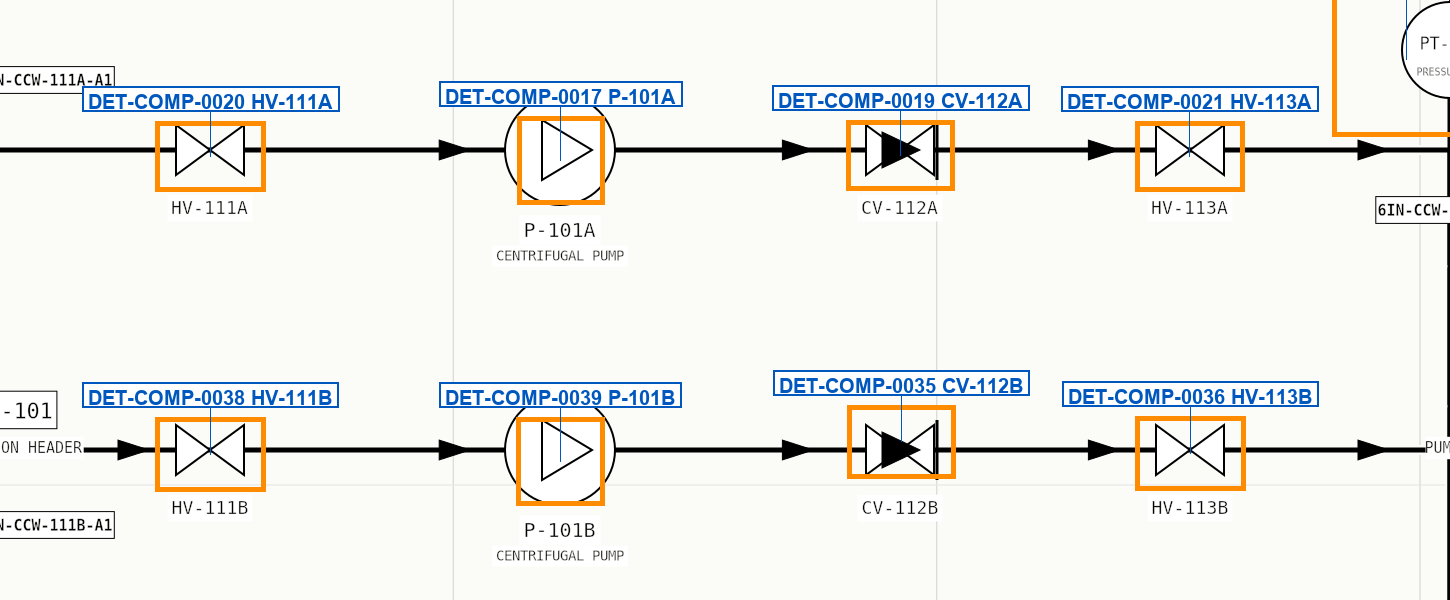 PT-
N-CCW-111A-A1
DET-COMP-0020 HV-111A
DET-COMP-0017 P-101A
DET-COMP-0019 CV-112A
DET-COMP-0021 HV-113A
HV-111A
P-101A
CENTRIFUGAL PUMP
CV-112A
HV-113A
6IN-CCW-
DET-COMP-0038 HV-111B
DET-COMP-0039 P-101B
DET-COMP-0035 CV-112B
DET-COMP-0036 HV-113B
-101
ON HEADER
PUM
HV-111B
P-101B
CENTRIFUGAL PUMP
CV-112B
HV-113B
N-CCW-111B-A1